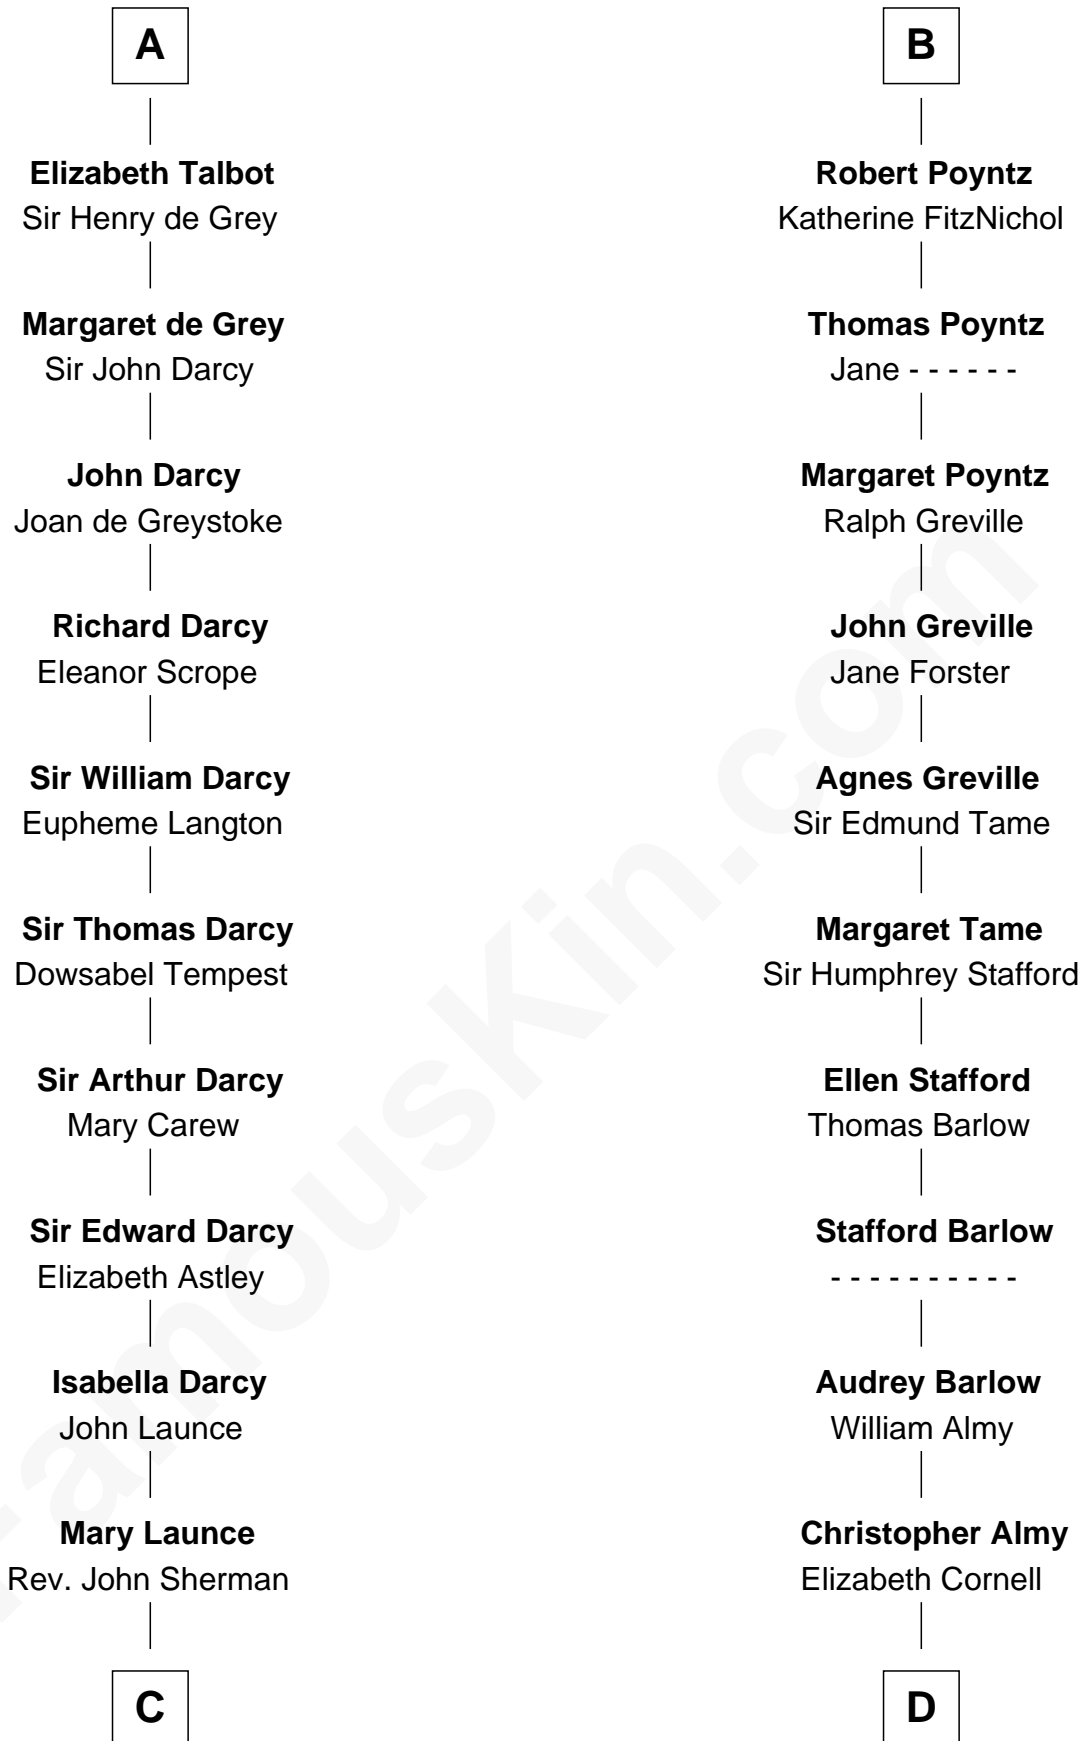 A
Elizabeth Talbot
Sir Henry de Grey
Margaret de Grey
Sir John Darcy
John Darcy
Joan de Greystoke
Richard Darcy
Eleanor Scrope
Sir William Darcy
Eupheme Langton
Sir Thomas Darcy
Dowsabel Tempest
Sir Arthur Darcy
Mary Carew
Sir Edward Darcy
Elizabeth Astley
Isabella Darcy
John Launce
Mary Launce
Rev. John Sherman
C
B
Robert Poyntz
Katherine FitzNichol
Thomas Poyntz
Jane - - - - - -
Margaret Poyntz
Ralph Greville
John Greville
Jane Forster
Agnes Greville
Sir Edmund Tame
Margaret Tame
Sir Humphrey Stafford
Ellen Stafford
Thomas Barlow
Stafford Barlow
- - - - - - - - - -
Audrey Barlow
William Almy
Christopher Almy
Elizabeth Cornell
D
FamousKin.com